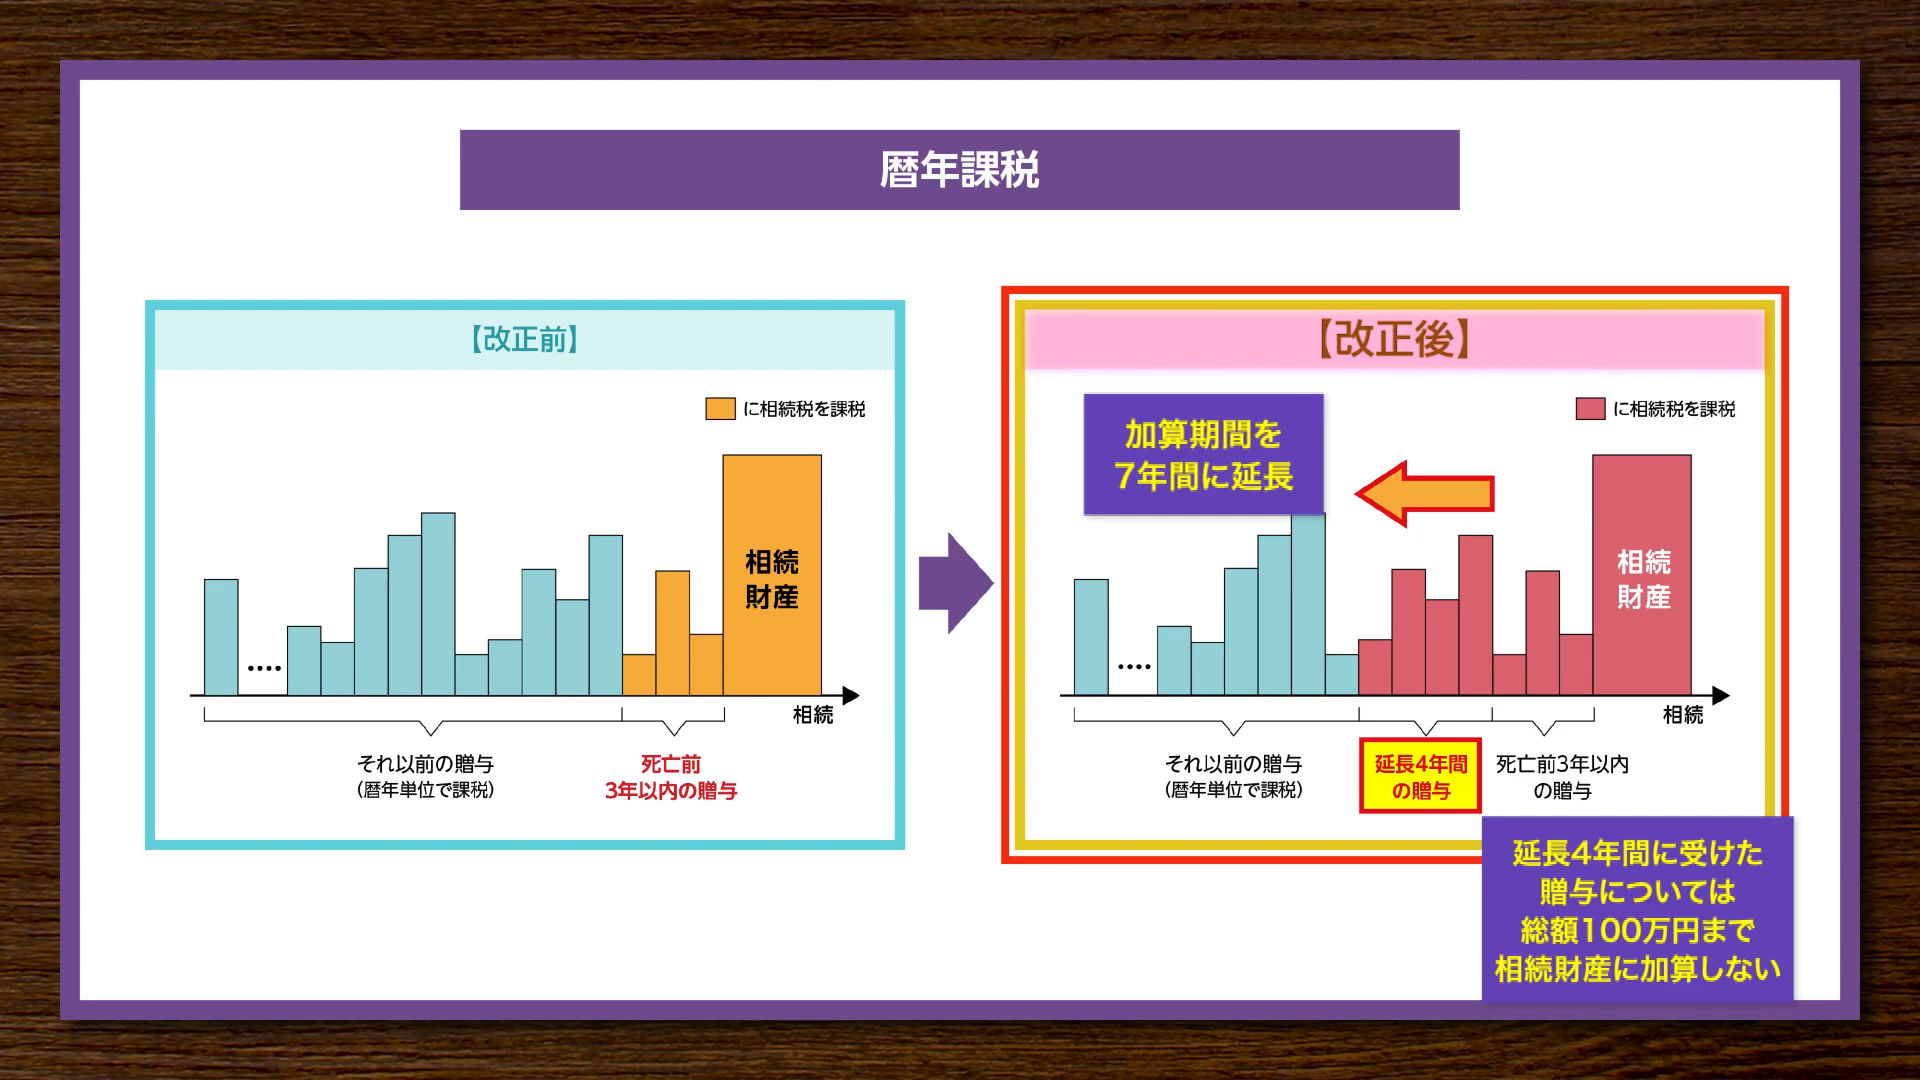 暦年課税
【改正前】
に相続税を課税
相続
財産
相続
それ以前の贈与
(暦年単位で課税)
死亡前
3年以内の贈与
【改正後】
に相続税を課税
加算期間を
7年間に延長
相続
財産
相続
それ以前の贈与
(暦年単位で課税)
延長4年間
の贈与
死亡前3年以内
の贈与
延長4年間に受けた
贈与については
総額100万円まで
相続財産に加算しない